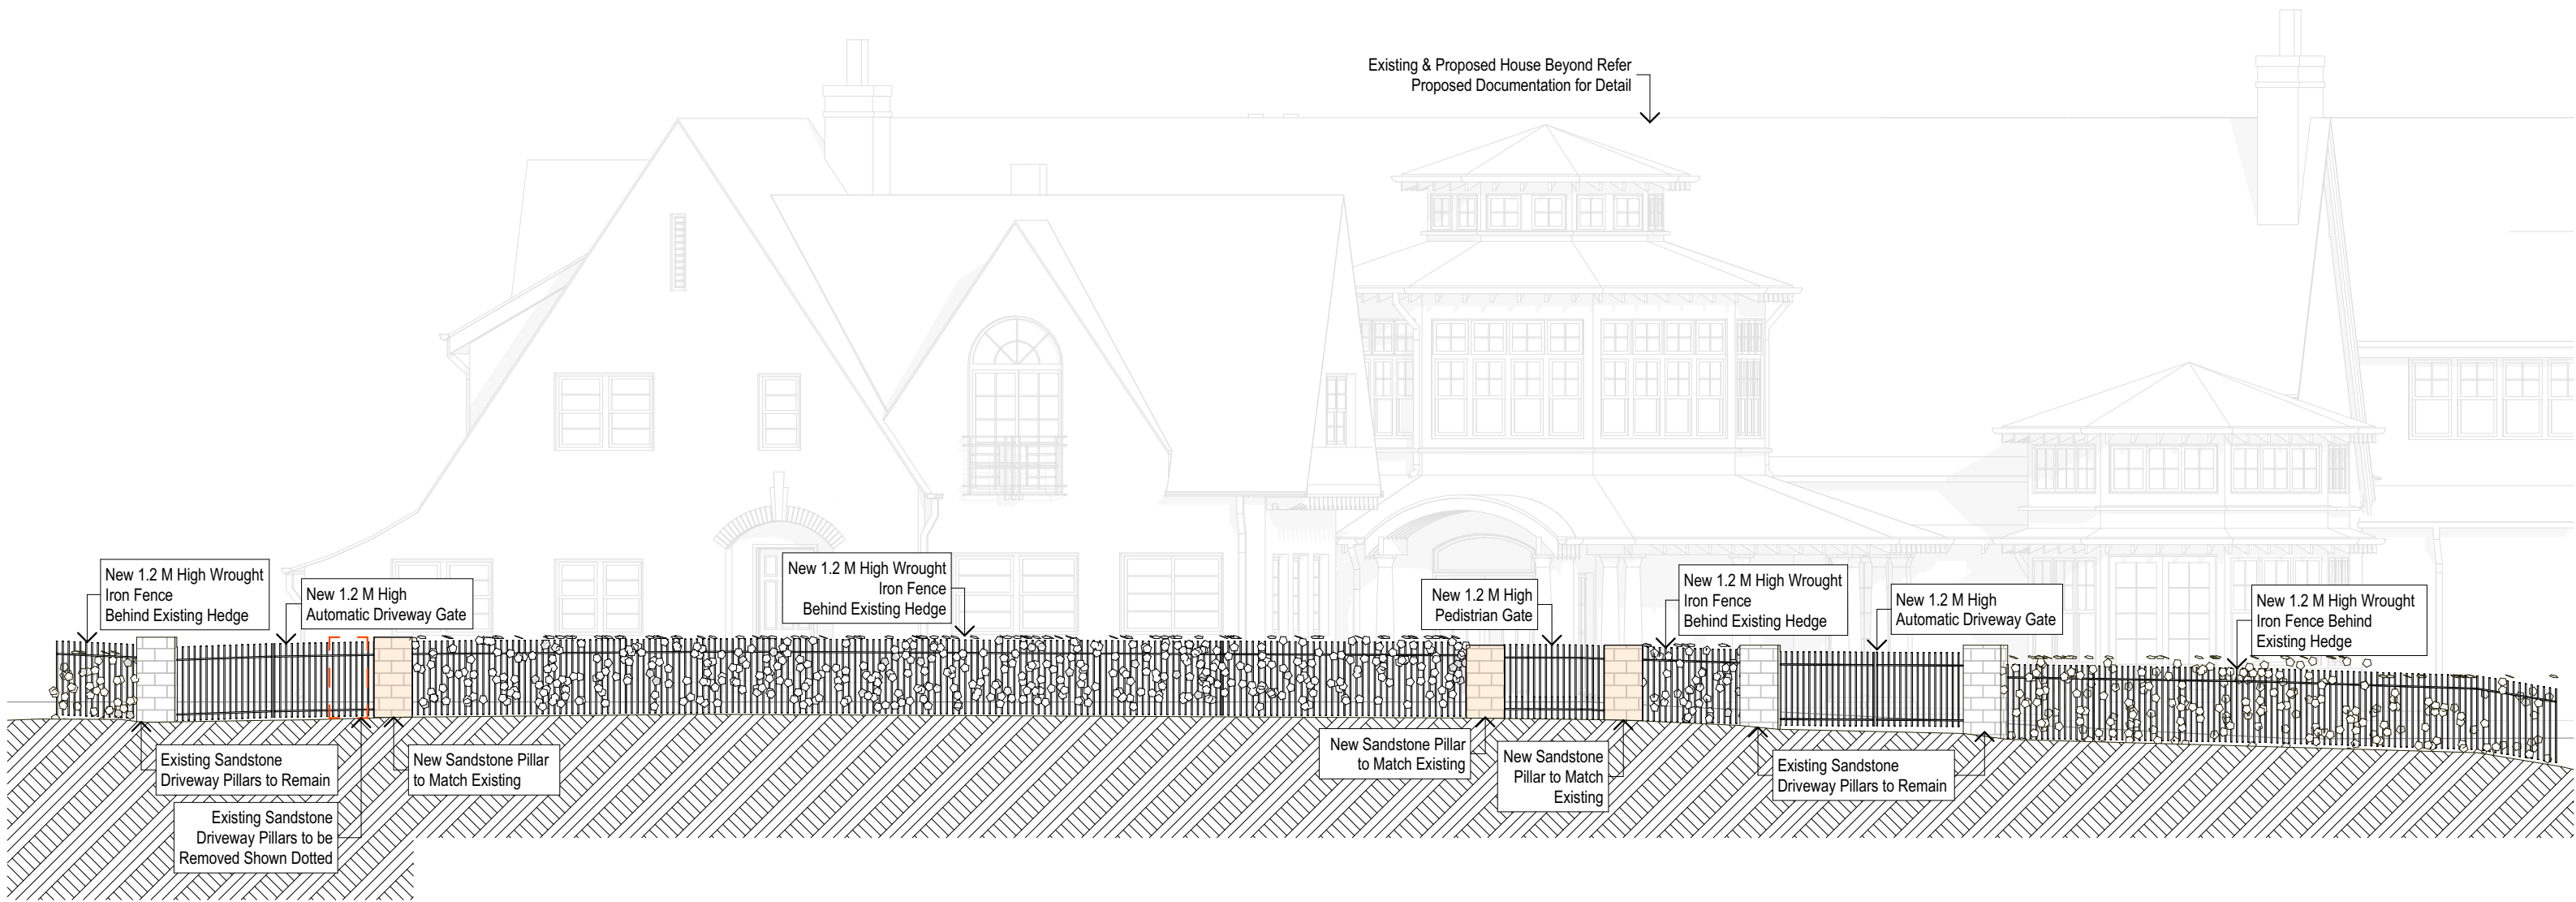 Existing & Proposed House Beyond Refer
Proposed Documentation for Detail
New 1.2 M High Wrought
Iron Fence
Behind Existing Hedge
New 1.2 M High
Automatic Driveway Gate
New 1.2 M High Wrought
Iron Fence
Behind Existing Hedge
New 1.2 M High
Pedistrian Gate
New 1.2 M High Wrought
Iron Fence
Behind Existing Hedge
New 1.2 M High
Automatic Driveway Gate
New 1.2 M High Wrought
Iron Fence Behind
Existing Hedge
Existing Sandstone
Driveway Pillars to Remain
Existing Sandstone
Driveway Pillars to be
Removed Shown Dotted
New Sandstone Pillar
to Match Existing
New Sandstone Pillar
to Match Existing
New Sandstone
Pillar to Match
Existing
Existing Sandstone
Driveway Pillars to Remain